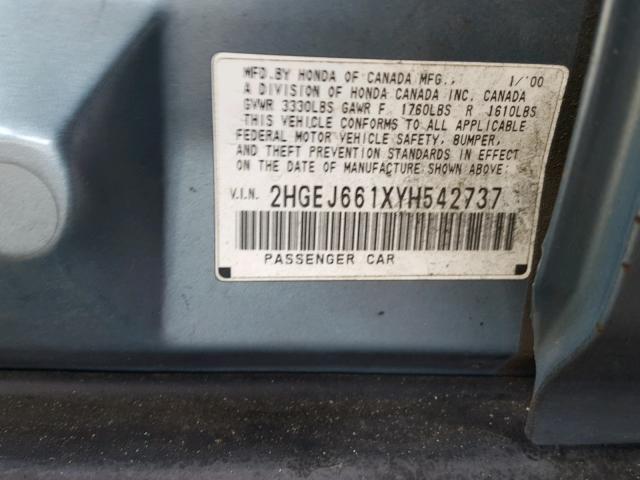 MFD.BY HONDA OF CANADA MFG., 1/'00
A DIVISION OF HONDA CANADA INC. CANADA
GVWR 3330LBS GAWR F 1760LBS R 1610LBS
THIS VEHICLE CONFORMS TO ALL APPLICABLE
FEDERAL MOTOR VEHICLE SAFETY, BUMPER,
AND THEFT PREVENTION STANDARDS IN EFFECT
ON THE DATE OF MANUFACTURE SHOWN ABOVE:
V.I.N. 2HGEJ661XYH542737
PASSENGER CAR